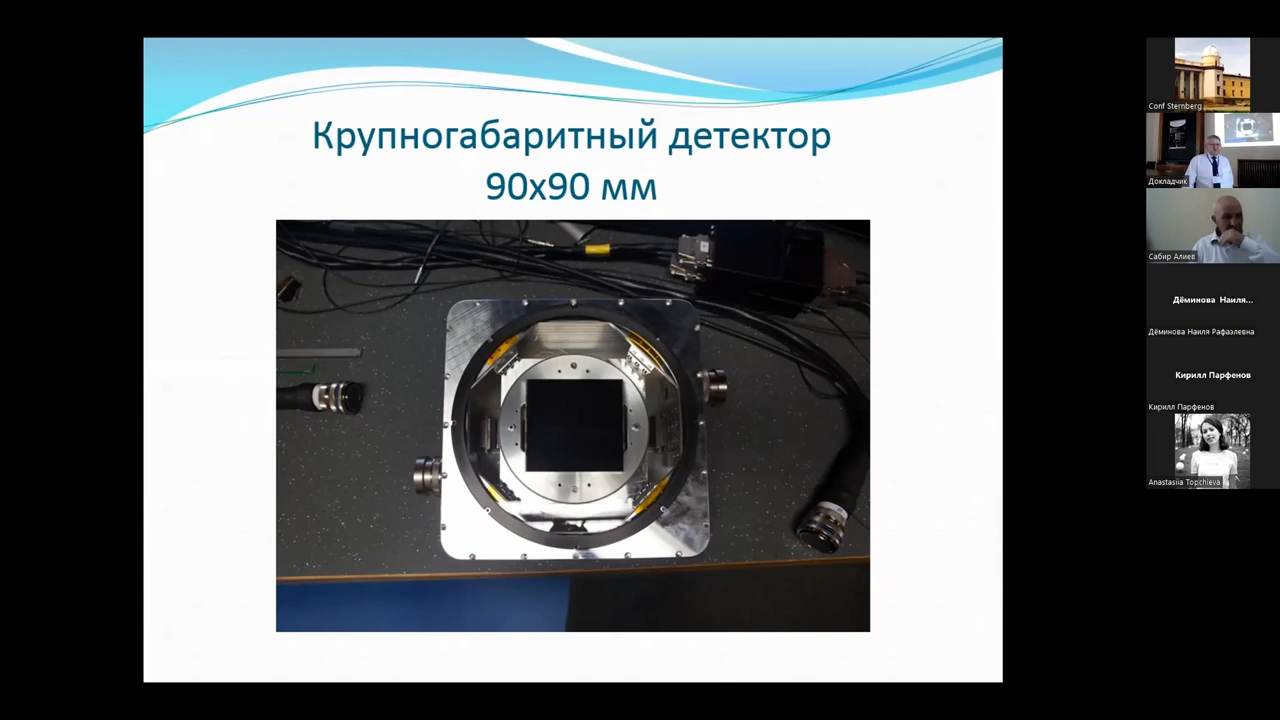 Крупногабаритный детектор
90х90 мм
Conf Sternberg
Докладчик
Сабир Алиев
Дёминова Наиля...
Дёминова Наиля Рафаэлевна
Кирилл Парфенов
Кирилл Парфенов
Anastasiia Topchieva